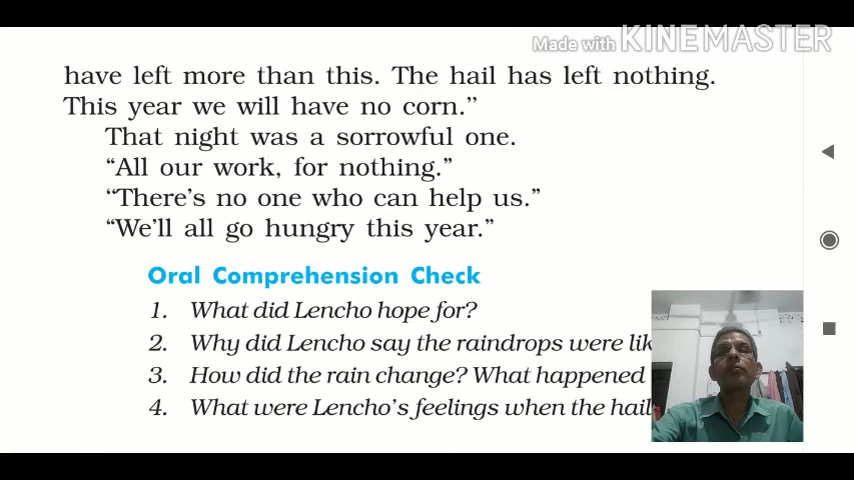 Made with KINEMASTER
have left more than this. The hail has left nothing.
This year we will have no corn.”
That night was a sorrowful one.
“All our work, for nothing.”
“There’s no one who can help us.”
“We’ll all go hungry this year.”
Oral Comprehension Check
1. What did Lencho hope for?
2. Why did Lencho say the raindrops were
3. How did the rain change? What happened
4. What were Lencho’s feelings when the hail